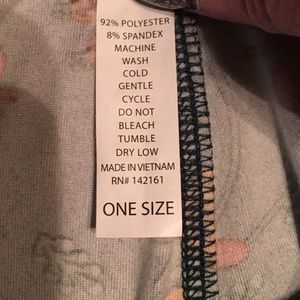 92% POLYESTER
8% SPANDEX
MACHINE
WASH
COLD
GENTLE
CYCLE
DO NOT
BLEACH
TUMBLE
DRY LOW
MADE IN VIETNAM
RN# 142161
ONE SIZE